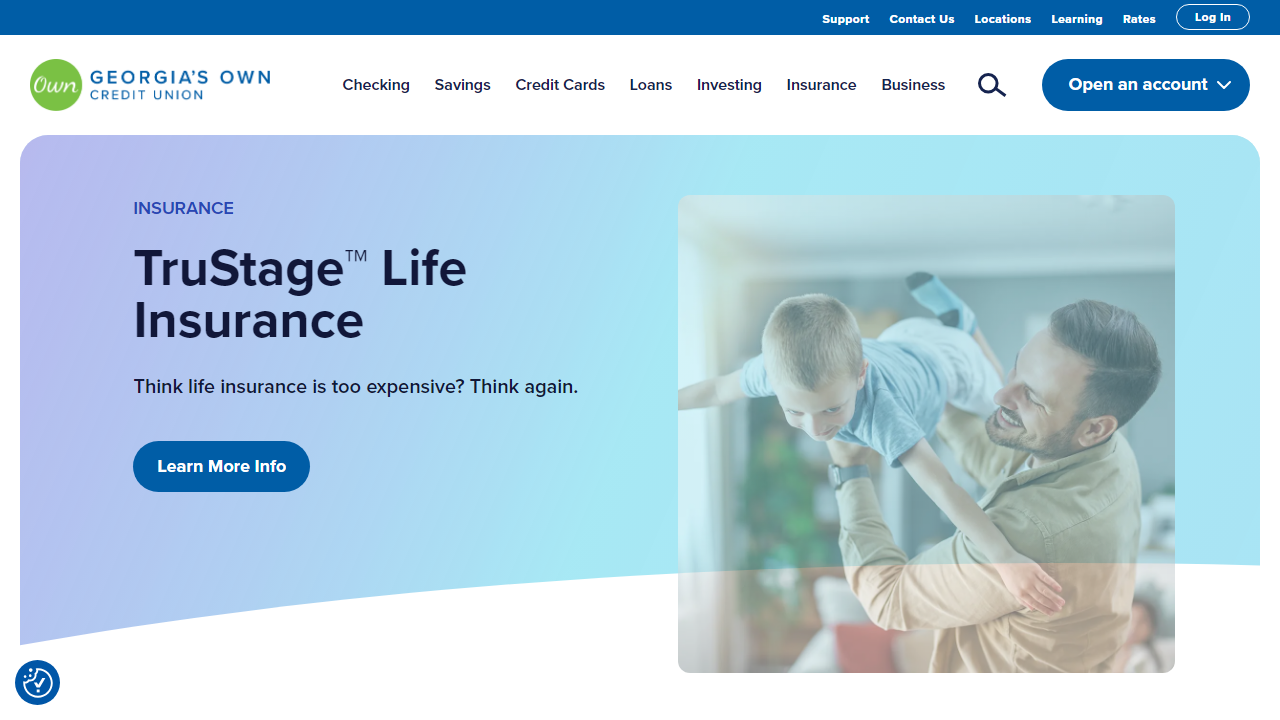 Support Contact Us Locations Learning Rates Log In
Own GEORGIA'S OWN
CREDIT UNION
Checking Savings Credit Cards Loans Investing Insurance Business Open an account
INSURANCE
TruStage™ Life
Insurance
Think life insurance is too expensive? Think again.
Learn More Info